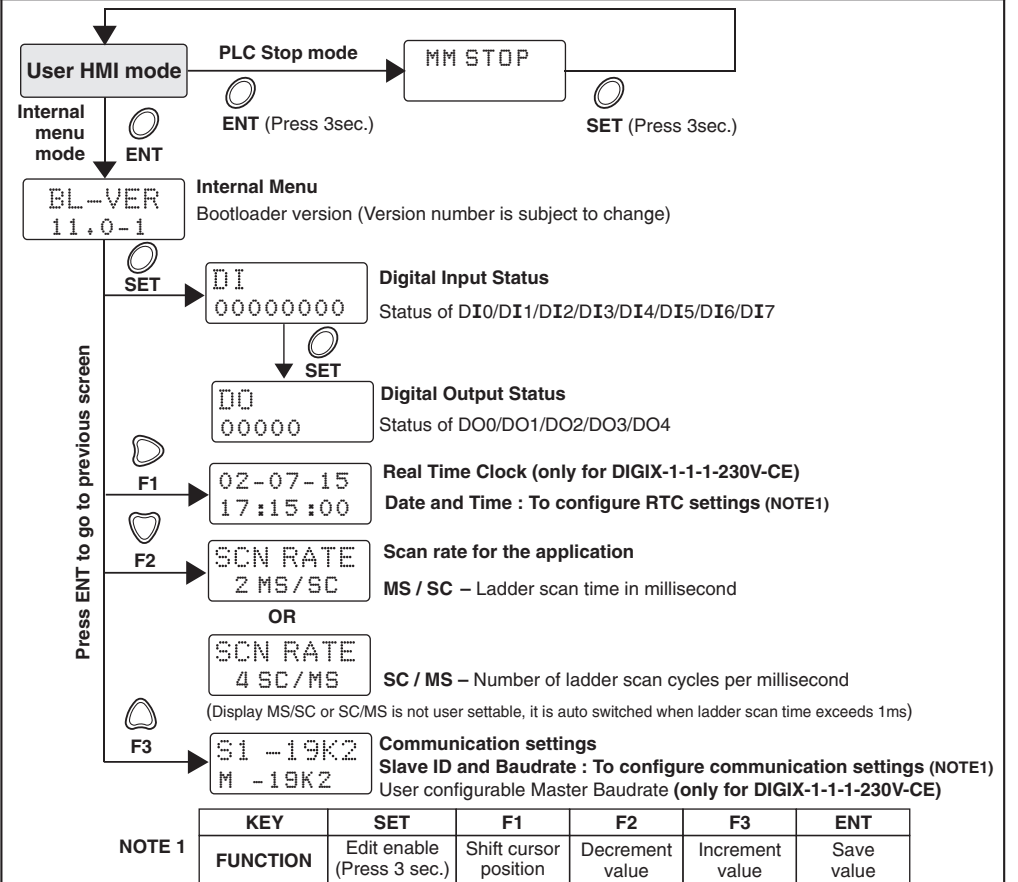 User HMI mode
PLC Stop mode
ENT (Press 3sec.)
MM STOP
SET (Press 3sec.)
Internal
menu
mode
ENT
BL-VER
11.0-1
Internal Menu
Bootloader version (Version number is subject to change)
SET
DI
00000000
Digital Input Status
Status of DI0/DI1/DI2/DI3/DI4/DI5/DI6/DI7
SET
DO
00000
Digital Output Status
Status of DO0/DO1/DO2/DO3/DO4
Press ENT to go to previous screen
F1
02-07-15
17:15:00
Real Time Clock (only for DIGIX-1-1-1-230V-CE)
Date and Time : To configure RTC settings (NOTE1)
F2
SCN RATE
2 MS/SC
Scan rate for the application
MS / SC – Ladder scan time in millisecond
OR
SCN RATE
4 SC/MS
SC / MS – Number of ladder scan cycles per millisecond
(Display MS/SC or SC/MS is not user settable, it is auto switched when ladder scan time exceeds 1ms)
F3
S1 -19K2
M -19K2
Communication settings
Slave ID and Baudrate : To configure communication settings (NOTE1)
User configurable Master Baudrate (only for DIGIX-1-1-1-230V-CE)
NOTE 1
KEY SET F1 F2 F3 ENT
FUNCTION Edit enable (Press 3 sec.) Shift cursor position Decrement value Increment value Save value